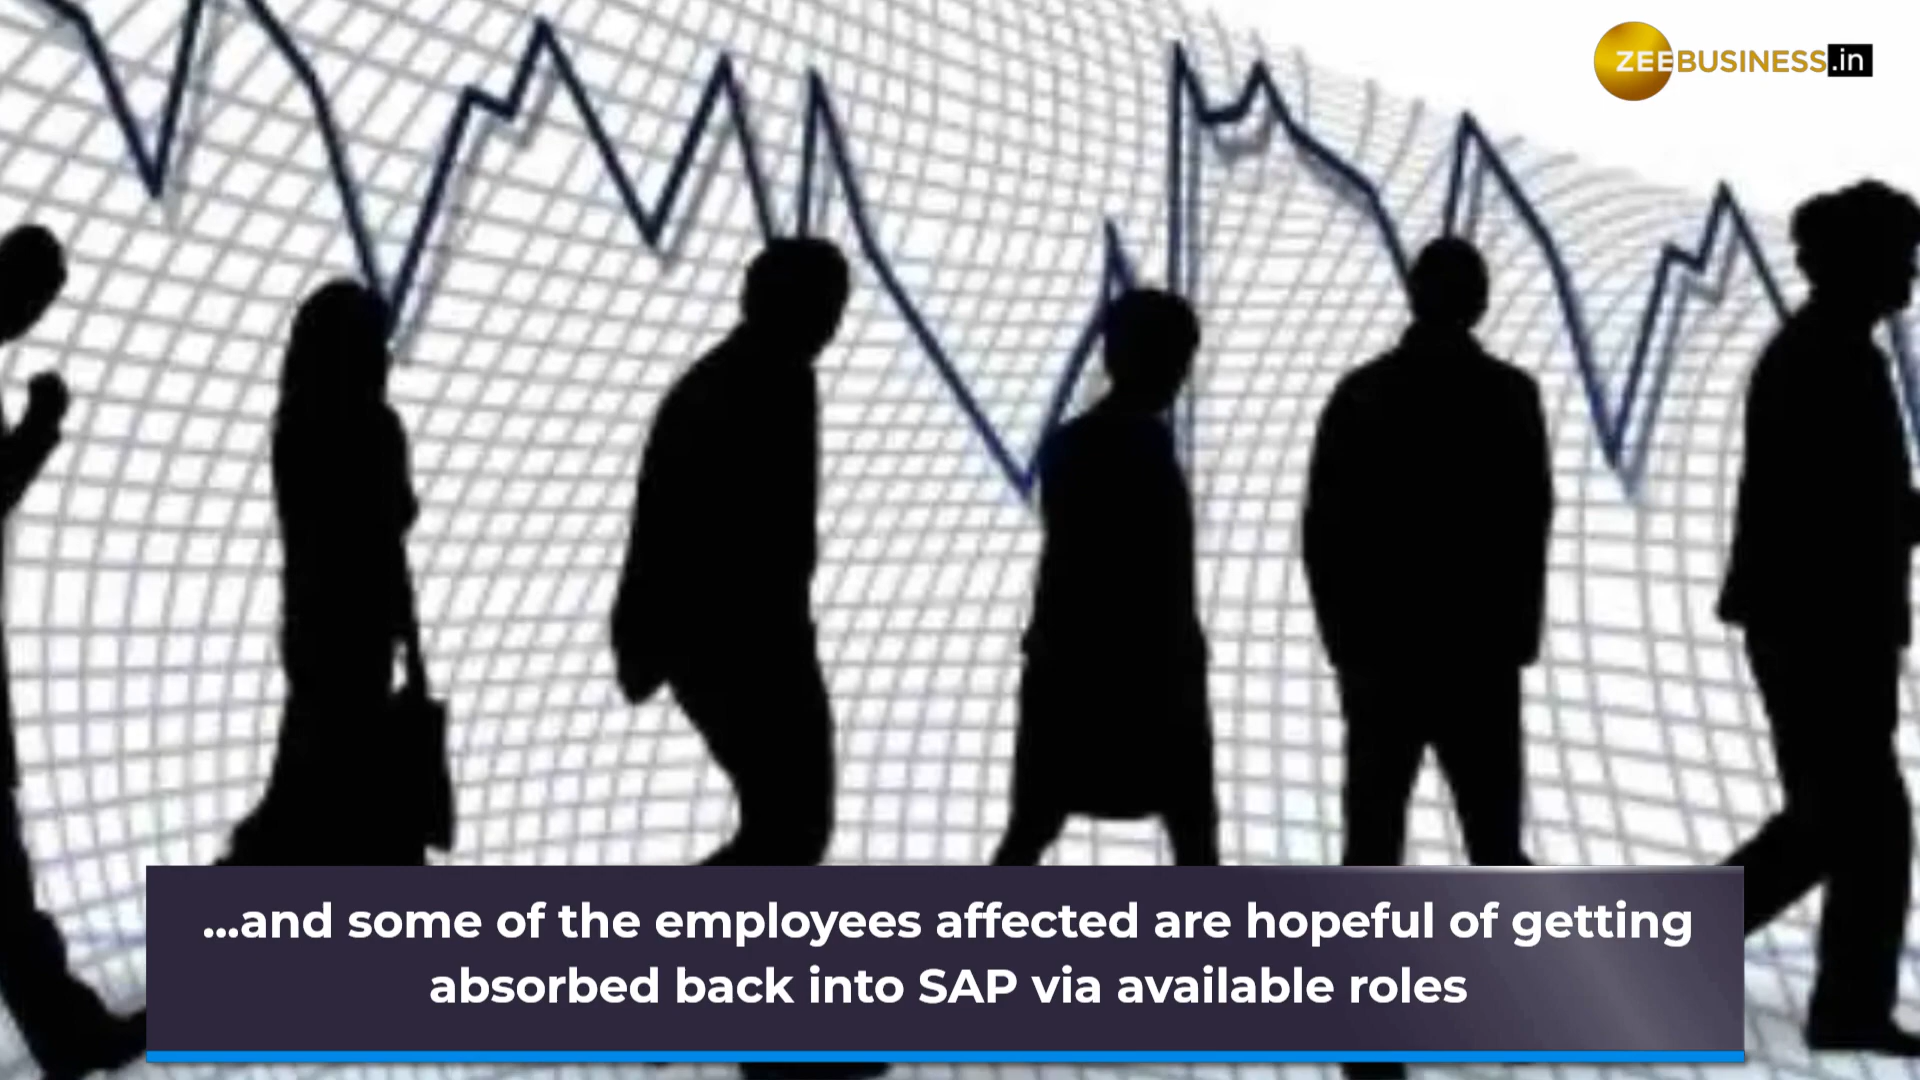 ZEEBUSINESS.in
...and some of the employees affected are hopeful of getting
absorbed back into SAP via available roles